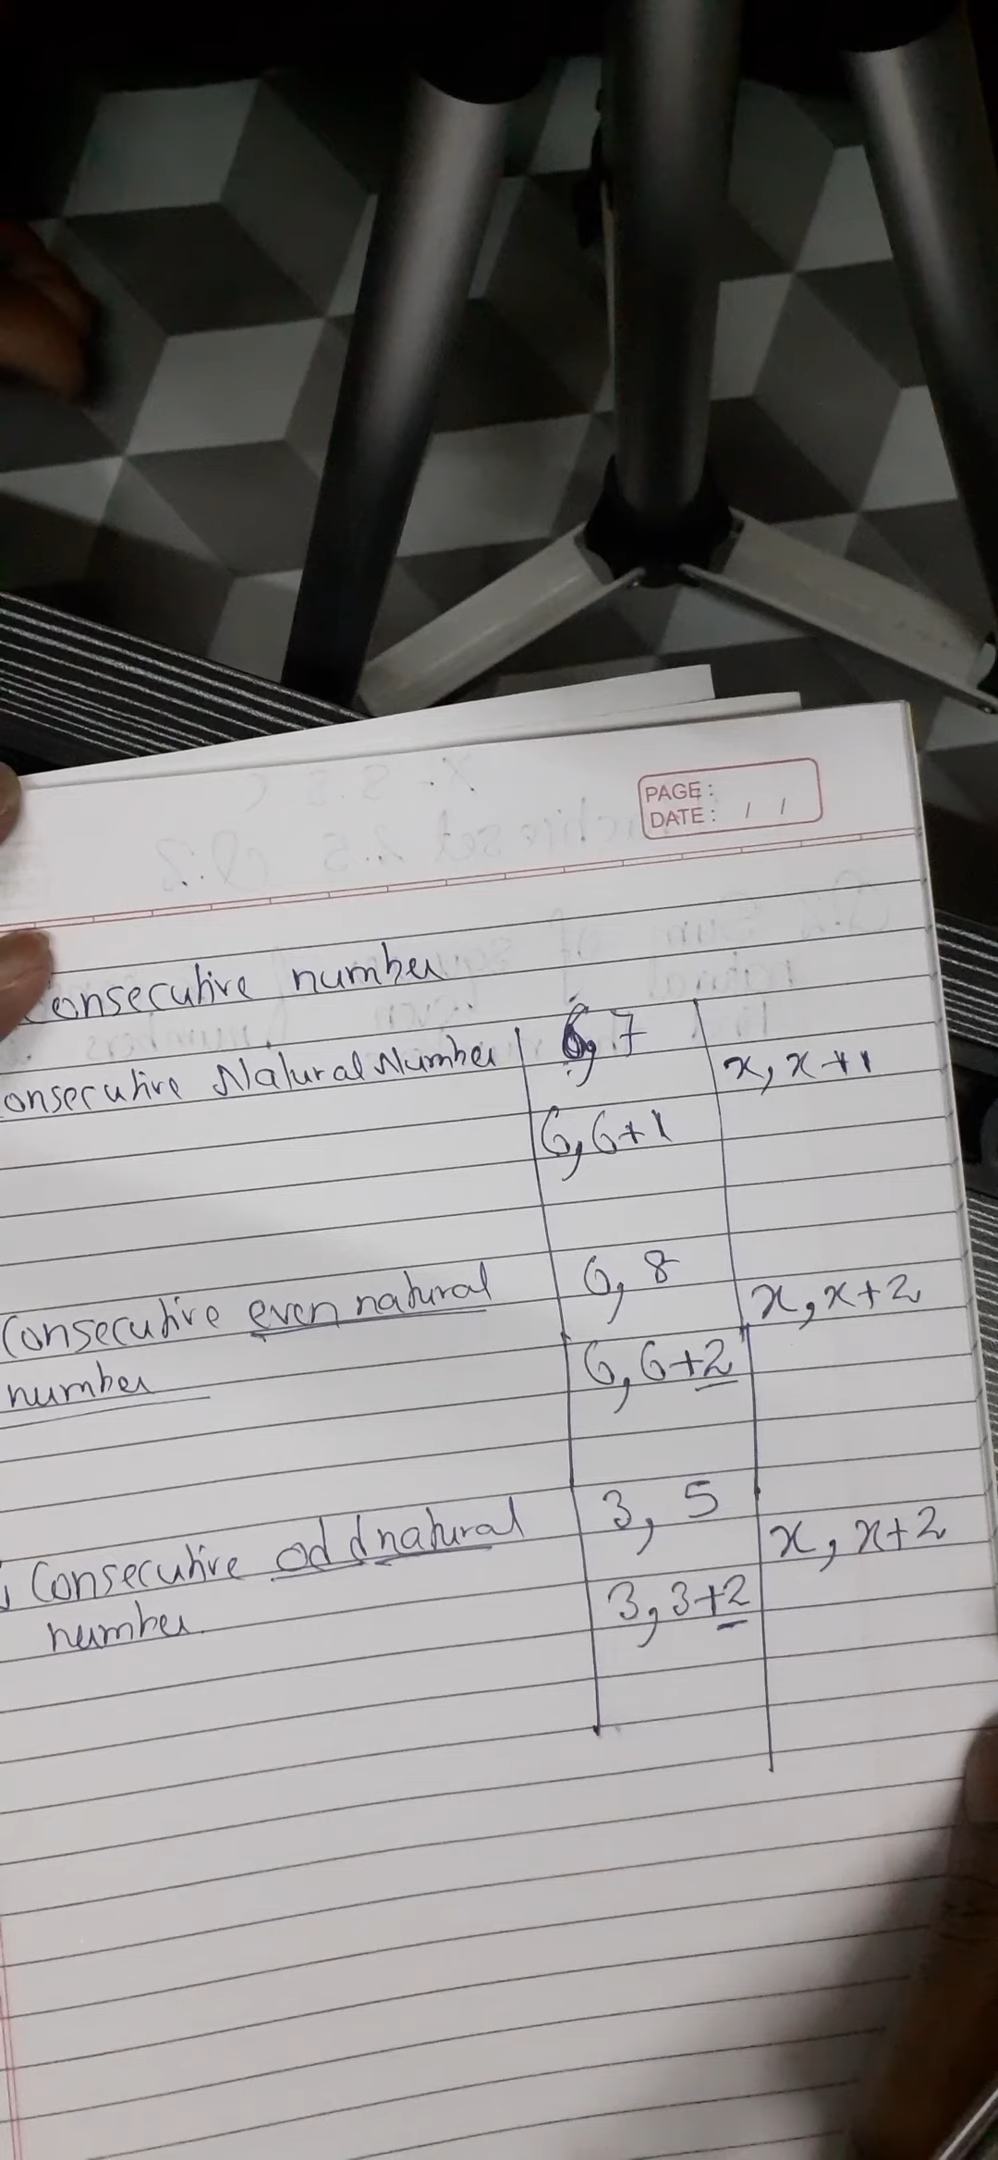 PAGE :
DATE : / /
Consecutive number
onsecutive Natural Number 6, 7 x, x+1
6, 6+1
Consecutive even natural 6, 8 x, x+2
number 6, 6+2
Consecutive odd natural 3, 5 x, x+2
number. 3, 3+2